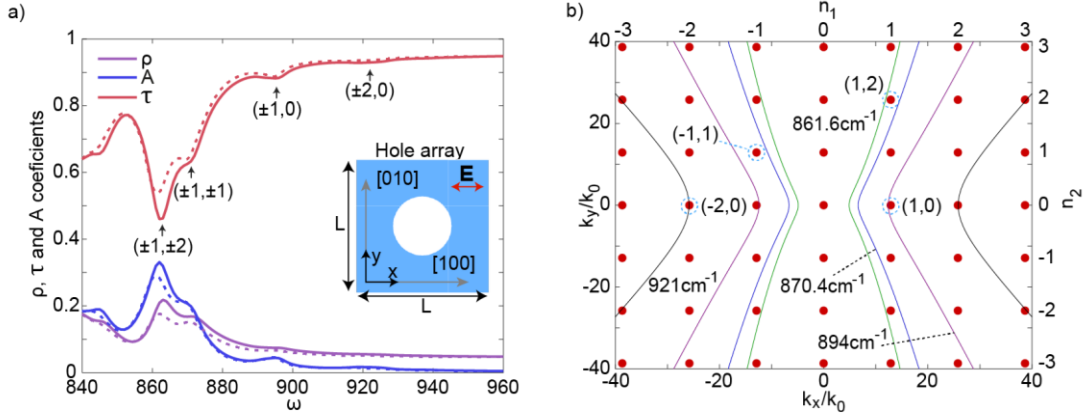 a)
ρ, τ and A coefficients
1
0.8
0.6
0.4
0.2
0
840 860 880 900 920 940 960
ω
ρ
A
τ
(±1,0)
(±2,0)
(±1,±1)
(±1,±2)
Hole array
E
[010]
L
y
x
[100]
L
b)
n1
-3 -2 -1 0 1 2 3
ky/k0
40
20
0
-20
-40
3
2
1
0
-1
-2
-3
n2
(1,2)
861.6cm-1
(-1,1)
(-2,0)
(1,0)
921cm-1
870.4cm-1
894cm-1
-40 -20 0 20 40
kx/k0